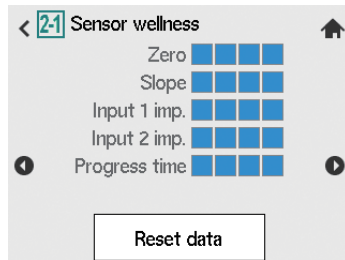 2-1 Sensor wellness
Zero
Slope
Input 1 imp.
Input 2 imp.
Progress time
Reset data